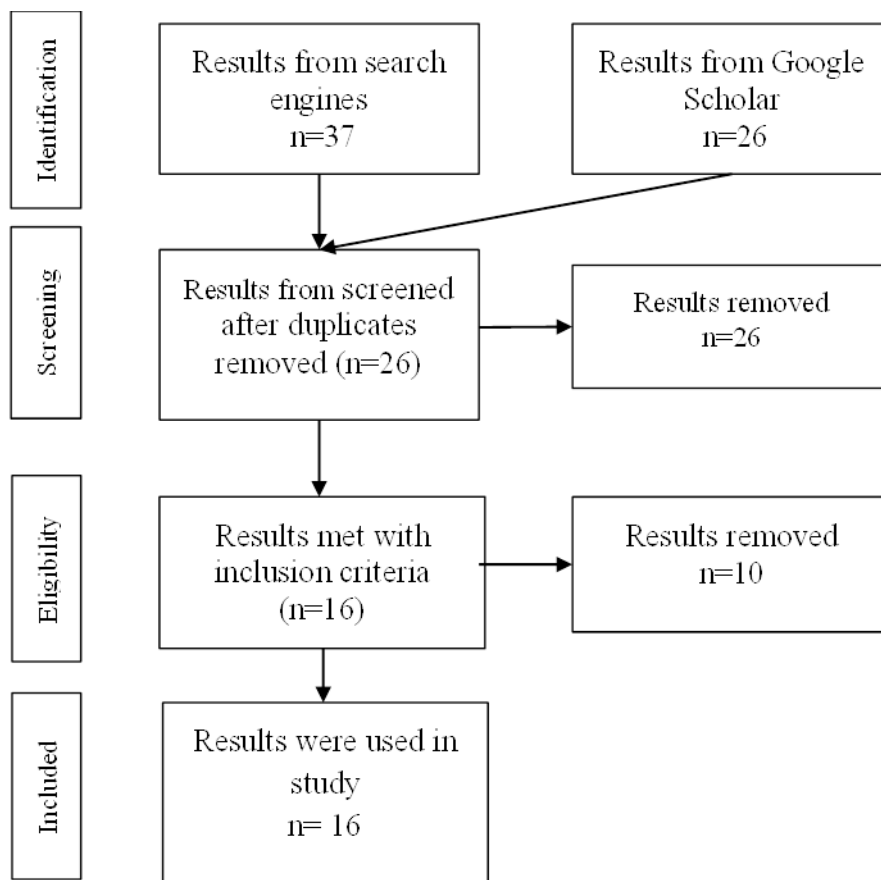 Identification
Results from search
engines
n=37
Results from Google
Scholar
n=26
Screening
Results from screened
after duplicates
removed (n=26)
Results removed
n=26
Eligibility
Results met with
inclusion criteria
(n=16)
Results removed
n=10
Included
Results were used in
study
n= 16